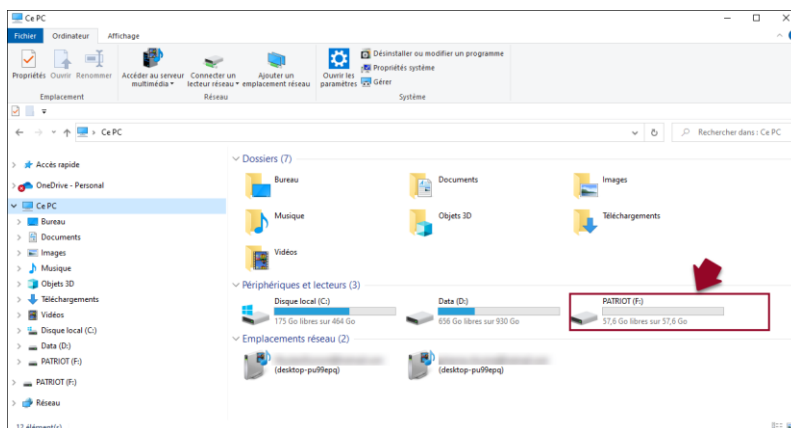 Ce PC
Fichier Ordinateur Affichage
Propriétés Ouvrir Renommer
Accéder au serveur multimédia
Connecter un lecteur réseau
Ajouter un emplacement réseau
Ouvrir les paramètres
Désinstaller ou modifier un programme
Propriétés système
Gérer
Emplacement Réseau Système
Ce PC
Rechercher dans : Ce PC
Accès rapide
OneDrive - Personal
Ce PC
Bureau
Documents
Images
Musique
Objets 3D
Téléchargements
Vidéos
Disque local (C:)
Data (D:)
PATRIOT (F:)
PATRIOT (F:)
Réseau
Dossiers (7)
Bureau Documents Images
Musique Objets 3D Téléchargements
Vidéos
Périphériques et lecteurs (3)
Disque local (C:)
175 Go libres sur 464 Go
Data (D:)
656 Go libres sur 930 Go
PATRIOT (F:)
57,6 Go libres sur 57,6 Go
Emplacements réseau (2)
(desktop-pu99epq) (desktop-pu99epq)
12 élément(s)